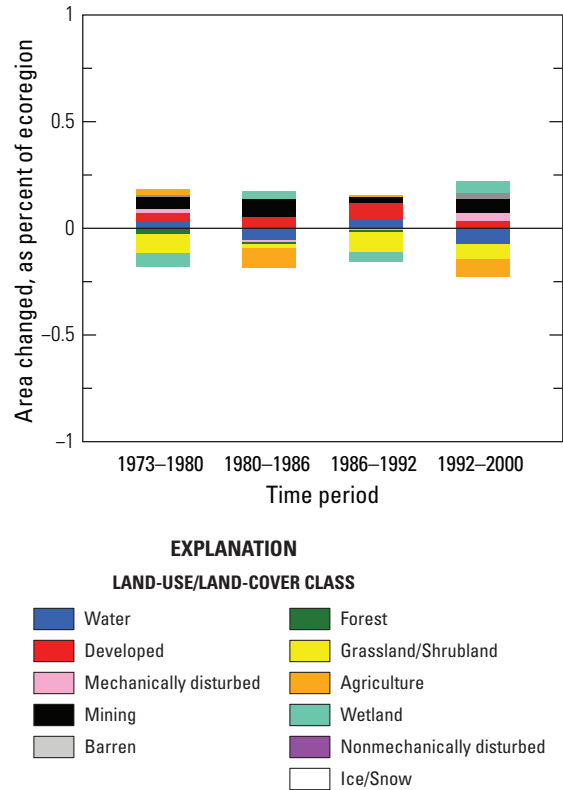 Area changed, as percent of ecoregion
1
0.5
0
−0.5
−1
1973–1980 1980–1986 1986–1992 1992–2000
Time period
EXPLANATION
LAND-USE/LAND-COVER CLASS
Water
Developed
Mechanically disturbed
Mining
Barren
Forest
Grassland/Shrubland
Agriculture
Wetland
Nonmechanically disturbed
Ice/Snow